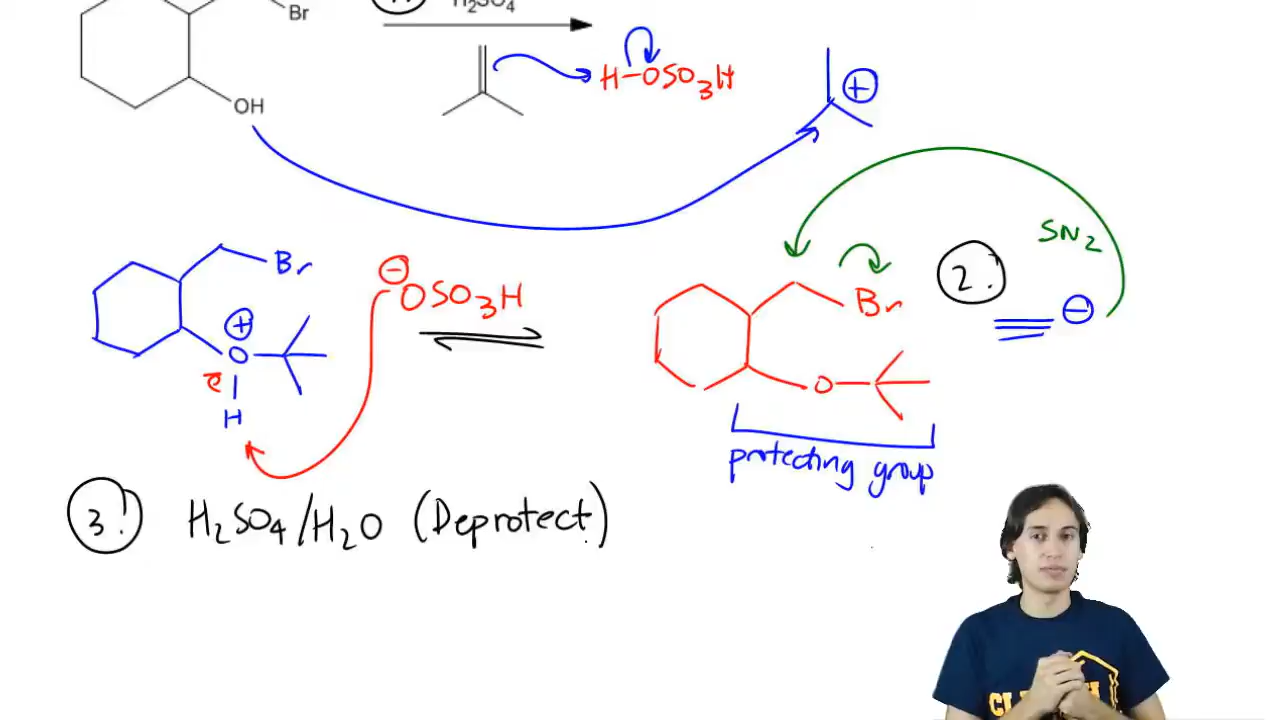 Br
H₂SO₄
H–OSO₃H
⊕
OH
SN₂
Br
⊖
OSO₃H
Br
2.
⊖
⊕
O
O
H
protecting group
3. H₂SO₄/H₂O (Deprotect)